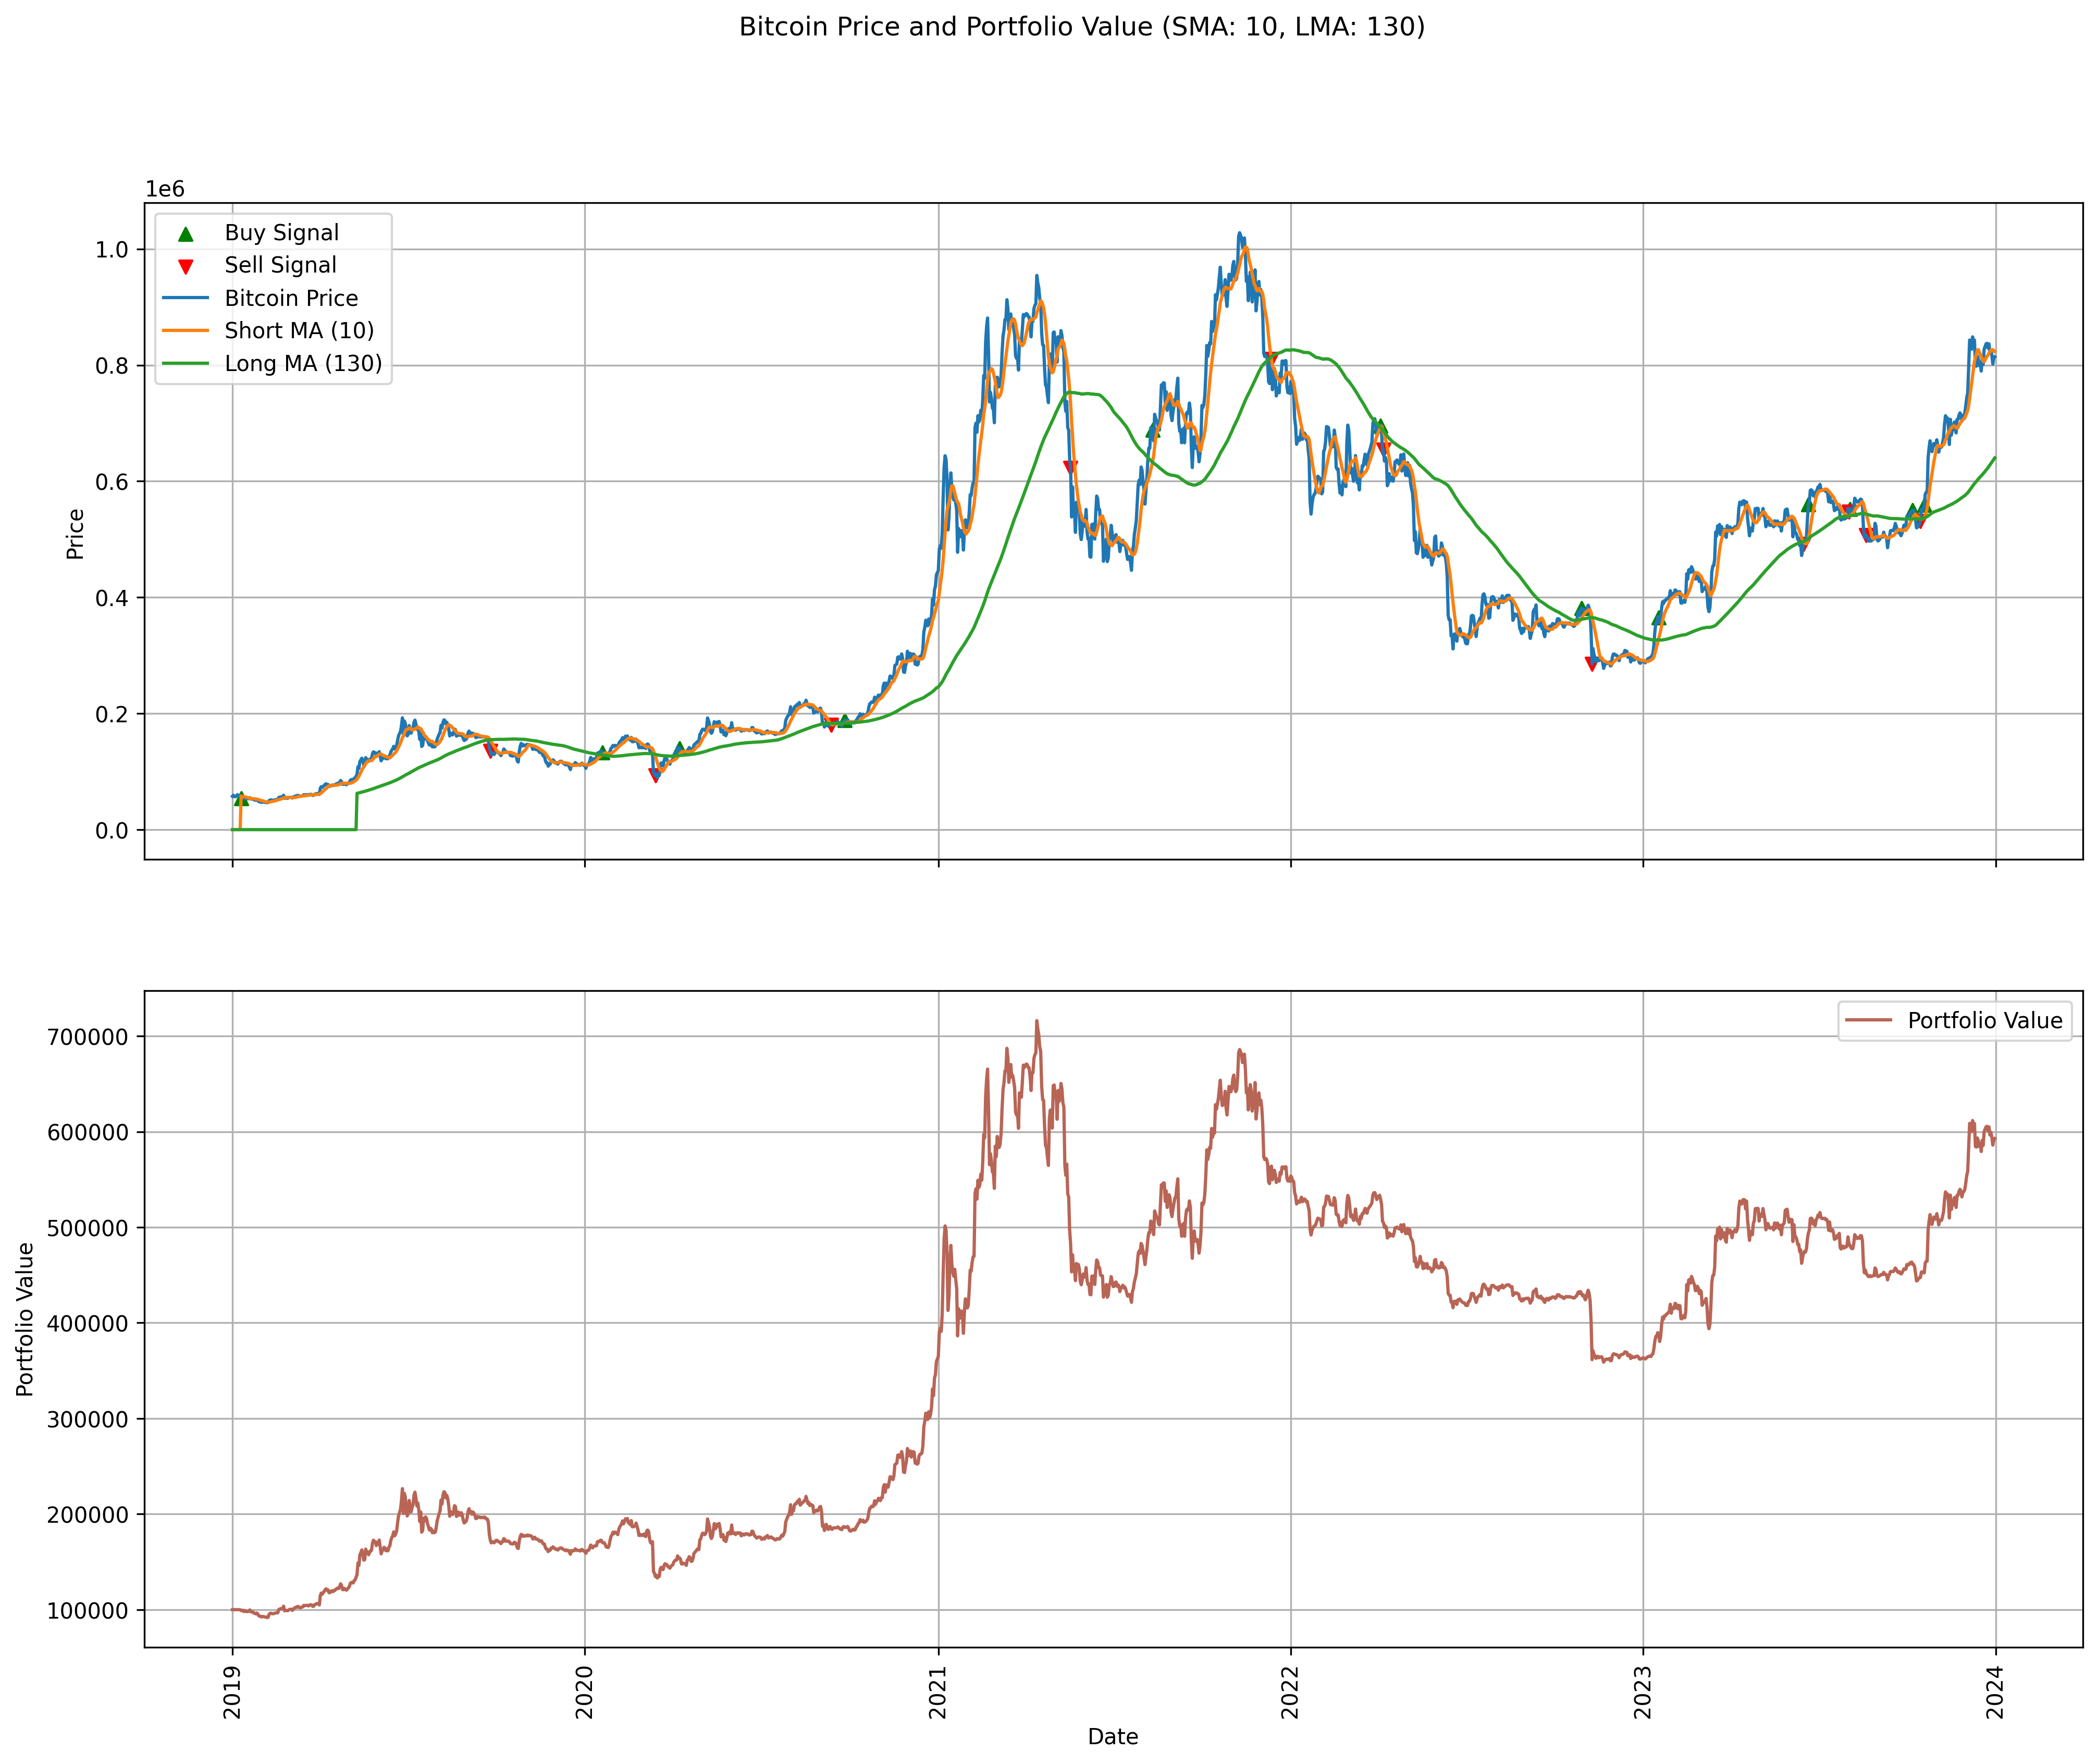 Bitcoin Price and Portfolio Value (SMA: 10, LMA: 130)
1e6
Buy Signal
Sell Signal
Bitcoin Price
Short MA (10)
Long MA (130)
1.0
0.8
0.6
0.4
0.2
0.0
Price
Portfolio Value
700000
600000
500000
400000
300000
200000
100000
Portfolio Value
2019
2020
2021
2022
2023
2024
Date